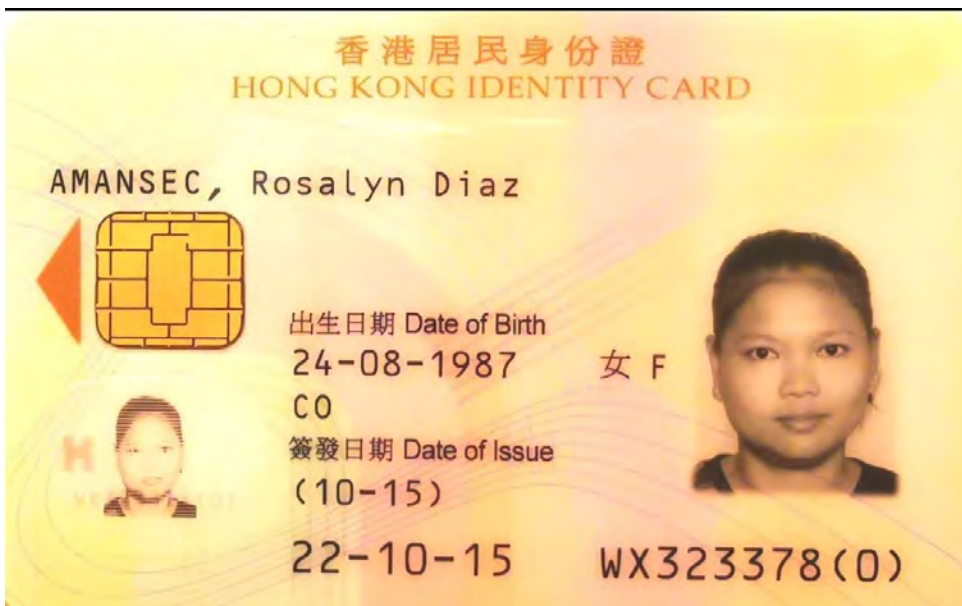 香港居民身份證
HONG KONG IDENTITY CARD
AMANSEC, Rosalyn Diaz
出生日期 Date of Birth
24-08-1987
女 F
CO
簽發日期 Date of Issue
(10-15)
H
22-10-15
WX323378(0)